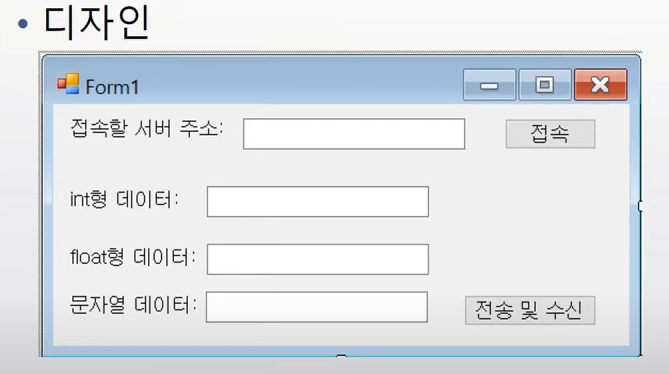 • 디자인
Form1
접속할 서버 주소: 접속
int형 데이터:
float형 데이터:
문자열 데이터: 전송 및 수신